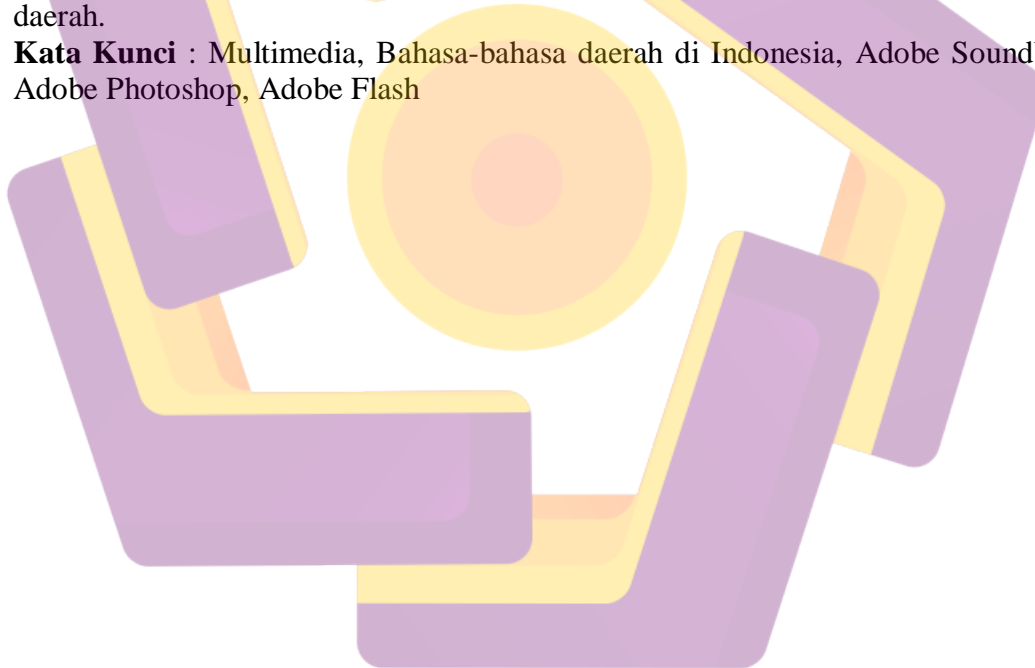 daerah.
Kata Kunci : Multimedia, Bahasa-bahasa daerah di Indonesia, Adobe Sound
Adobe Photoshop, Adobe Flash